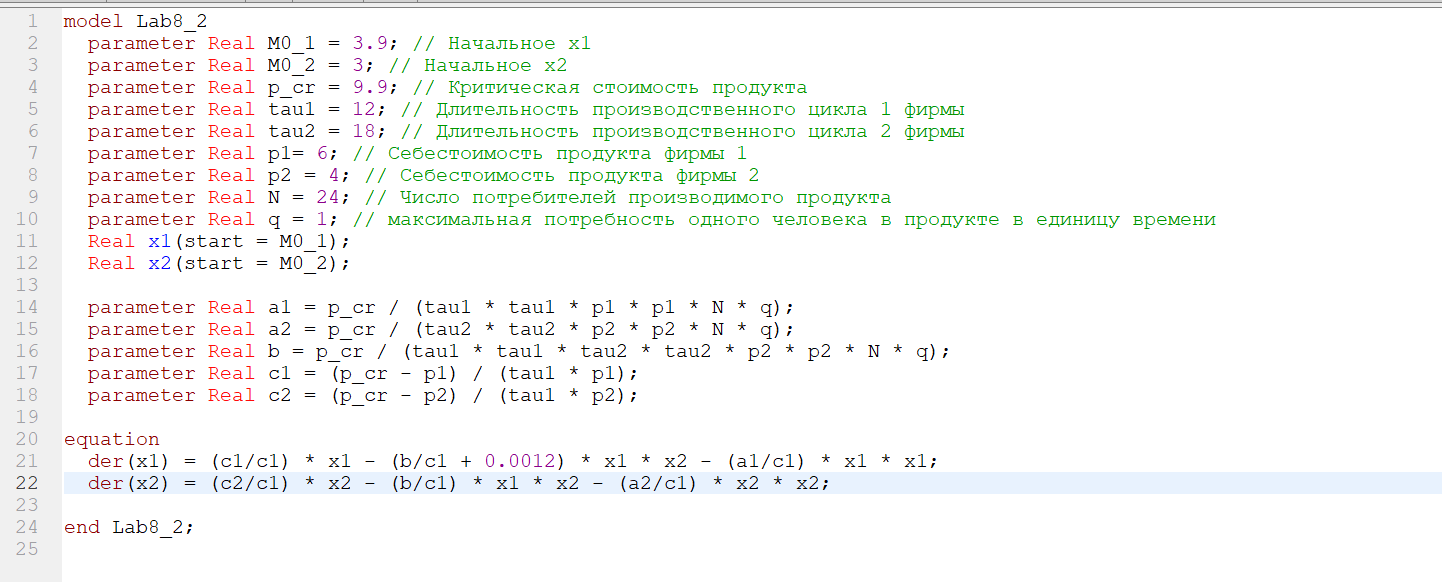 1 model Lab8_2
2 parameter Real M0_1 = 3.9; // Начальное x1
3 parameter Real M0_2 = 3; // Начальное x2
4 parameter Real p_cr = 9.9; // Критическая стоимость продукта
5 parameter Real tau1 = 12; // Длительность производственного цикла 1 фирмы
6 parameter Real tau2 = 18; // Длительность производственного цикла 2 фирмы
7 parameter Real p1= 6; // Себестоимость продукта фирмы 1
8 parameter Real p2 = 4; // Себестоимость продукта фирмы 2
9 parameter Real N = 24; // Число потребителей производимого продукта
10 parameter Real q = 1; // максимальная потребность одного человека в продукте в единицу времени
11 Real x1(start = M0_1);
12 Real x2(start = M0_2);
13
14 parameter Real a1 = p_cr / (tau1 * tau1 * p1 * p1 * N * q);
15 parameter Real a2 = p_cr / (tau2 * tau2 * p2 * p2 * N * q);
16 parameter Real b = p_cr / (tau1 * tau1 * tau2 * tau2 * p2 * p2 * N * q);
17 parameter Real c1 = (p_cr - p1) / (tau1 * p1);
18 parameter Real c2 = (p_cr - p2) / (tau1 * p2);
19
20 equation
21 der(x1) = (c1/c1) * x1 - (b/c1 + 0.0012) * x1 * x2 - (a1/c1) * x1 * x1;
22 der(x2) = (c2/c1) * x2 - (b/c1) * x1 * x2 - (a2/c1) * x2 * x2;
23
24 end Lab8_2;
25